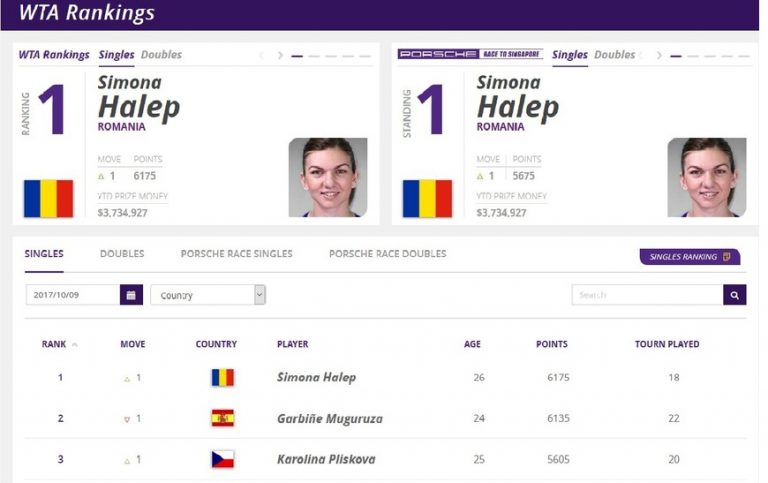 WTA Rankings
WTA Rankings Singles Doubles
RANKING
1
Simona
Halep
ROMANIA
MOVE POINTS
1 6175
YTD PRIZE MONEY
$3,734,927
PORSCHE RACE TO SINGAPORE Singles Doubles
STANDING
1
Simona
Halep
ROMANIA
MOVE POINTS
1 5675
YTD PRIZE MONEY
$3,734,927
SINGLES DOUBLES PORSCHE RACE SINGLES PORSCHE RACE DOUBLES SINGLES RANKING
2017/10/09 Country Search
RANK MOVE COUNTRY PLAYER AGE POINTS TOURN PLAYED
1 1 Simona Halep 26 6175 18
2 1 Garbiñe Muguruza 24 6135 22
3 1 Karolina Pliskova 25 5605 20